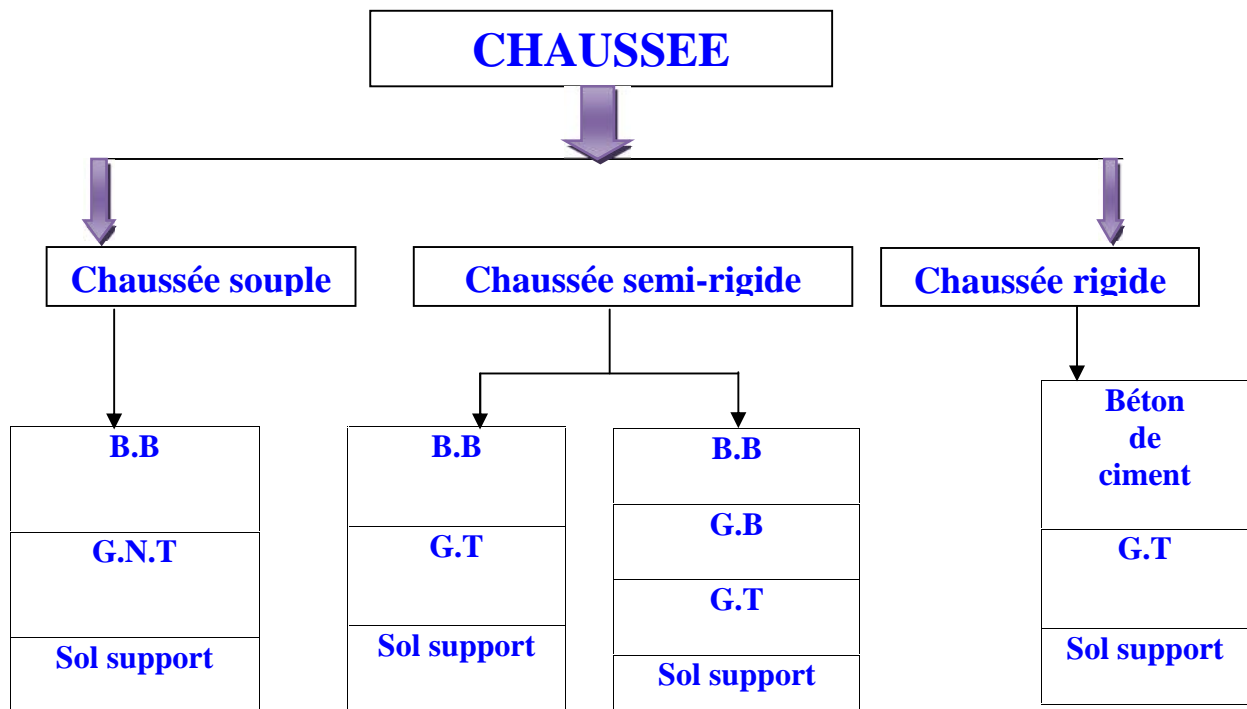 CHAUSSEE
Chaussée souple
Chaussée semi-rigide
Chaussée rigide
B.B
G.N.T
Sol support
B.B
G.T
Sol support
B.B
G.B
G.T
Sol support
Béton
de
ciment
G.T
Sol support